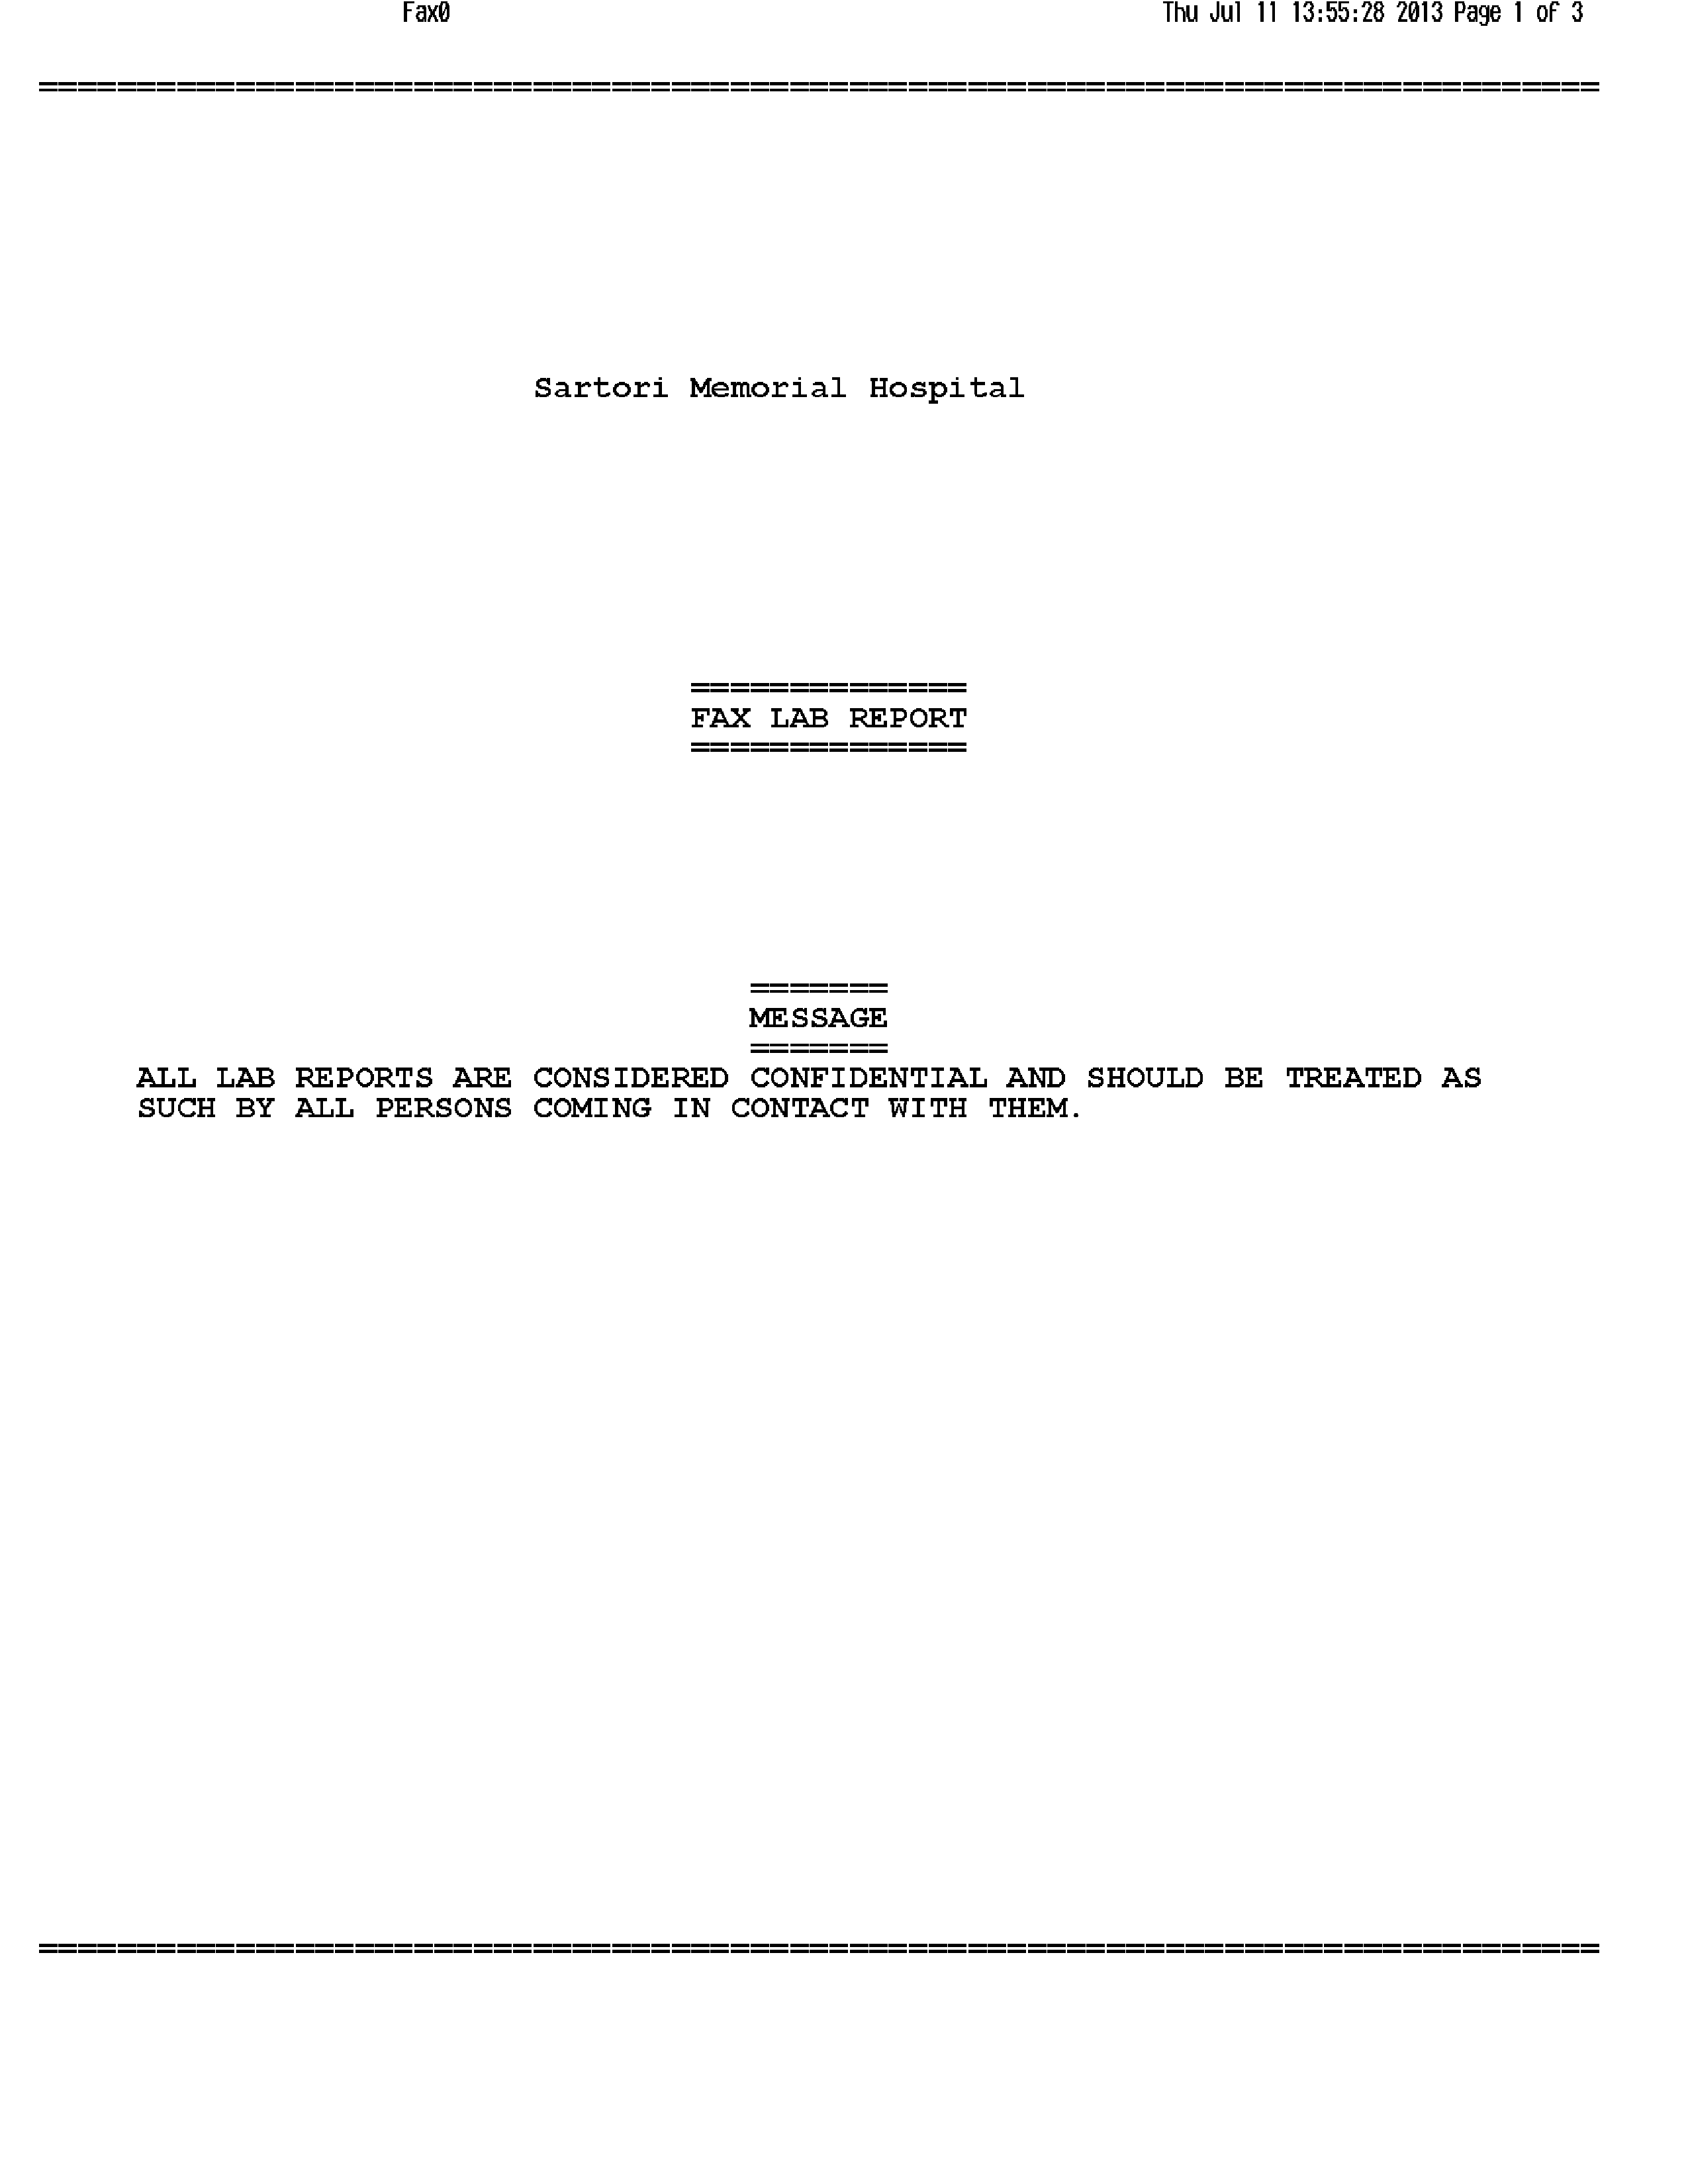 Fax0 Thu Jul 11 13:55:28 2013 Page 1 of 3
===============================================================================
Sartori Memorial Hospital
==============
FAX LAB REPORT
==============
=======
MESSAGE
=======
ALL LAB REPORTS ARE CONSIDERED CONFIDENTIAL AND SHOULD BE TREATED AS
SUCH BY ALL PERSONS COMING IN CONTACT WITH THEM.
===============================================================================